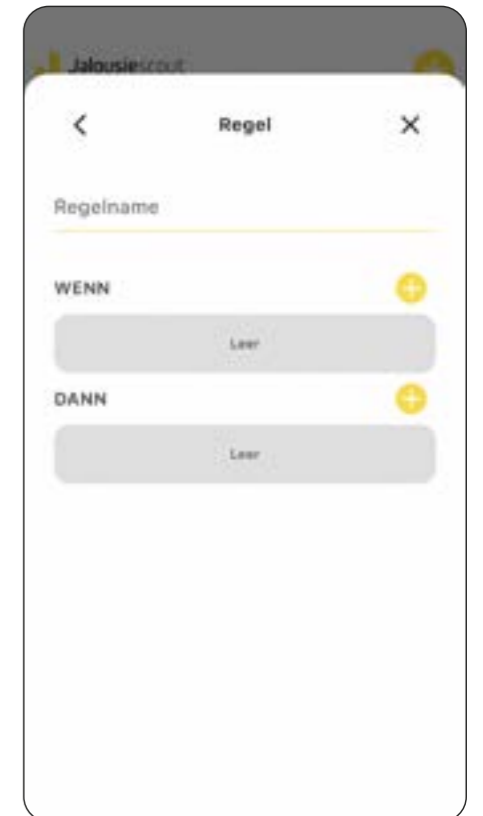 Jalousiescout
Regel
Regelname
WENN
Leer
DANN
Leer